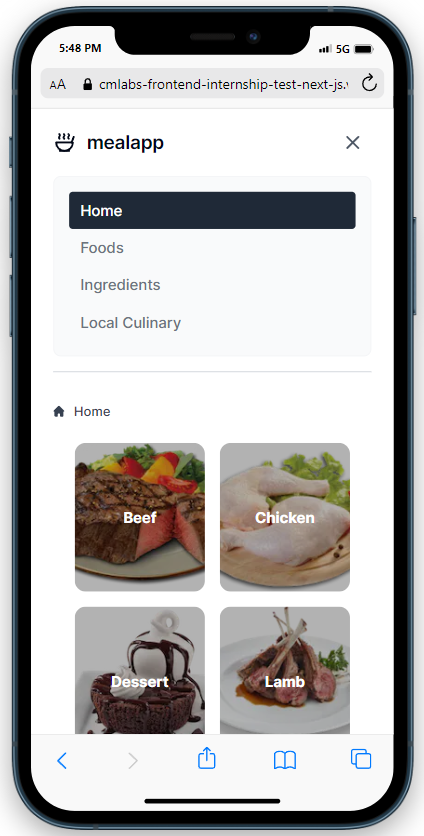 5:48 PM
5G
AA
cmlabs-frontend-internship-test-next-js.
mealapp
Home
Foods
Ingredients
Local Culinary
Home
Beef
Chicken
Dessert
Lamb